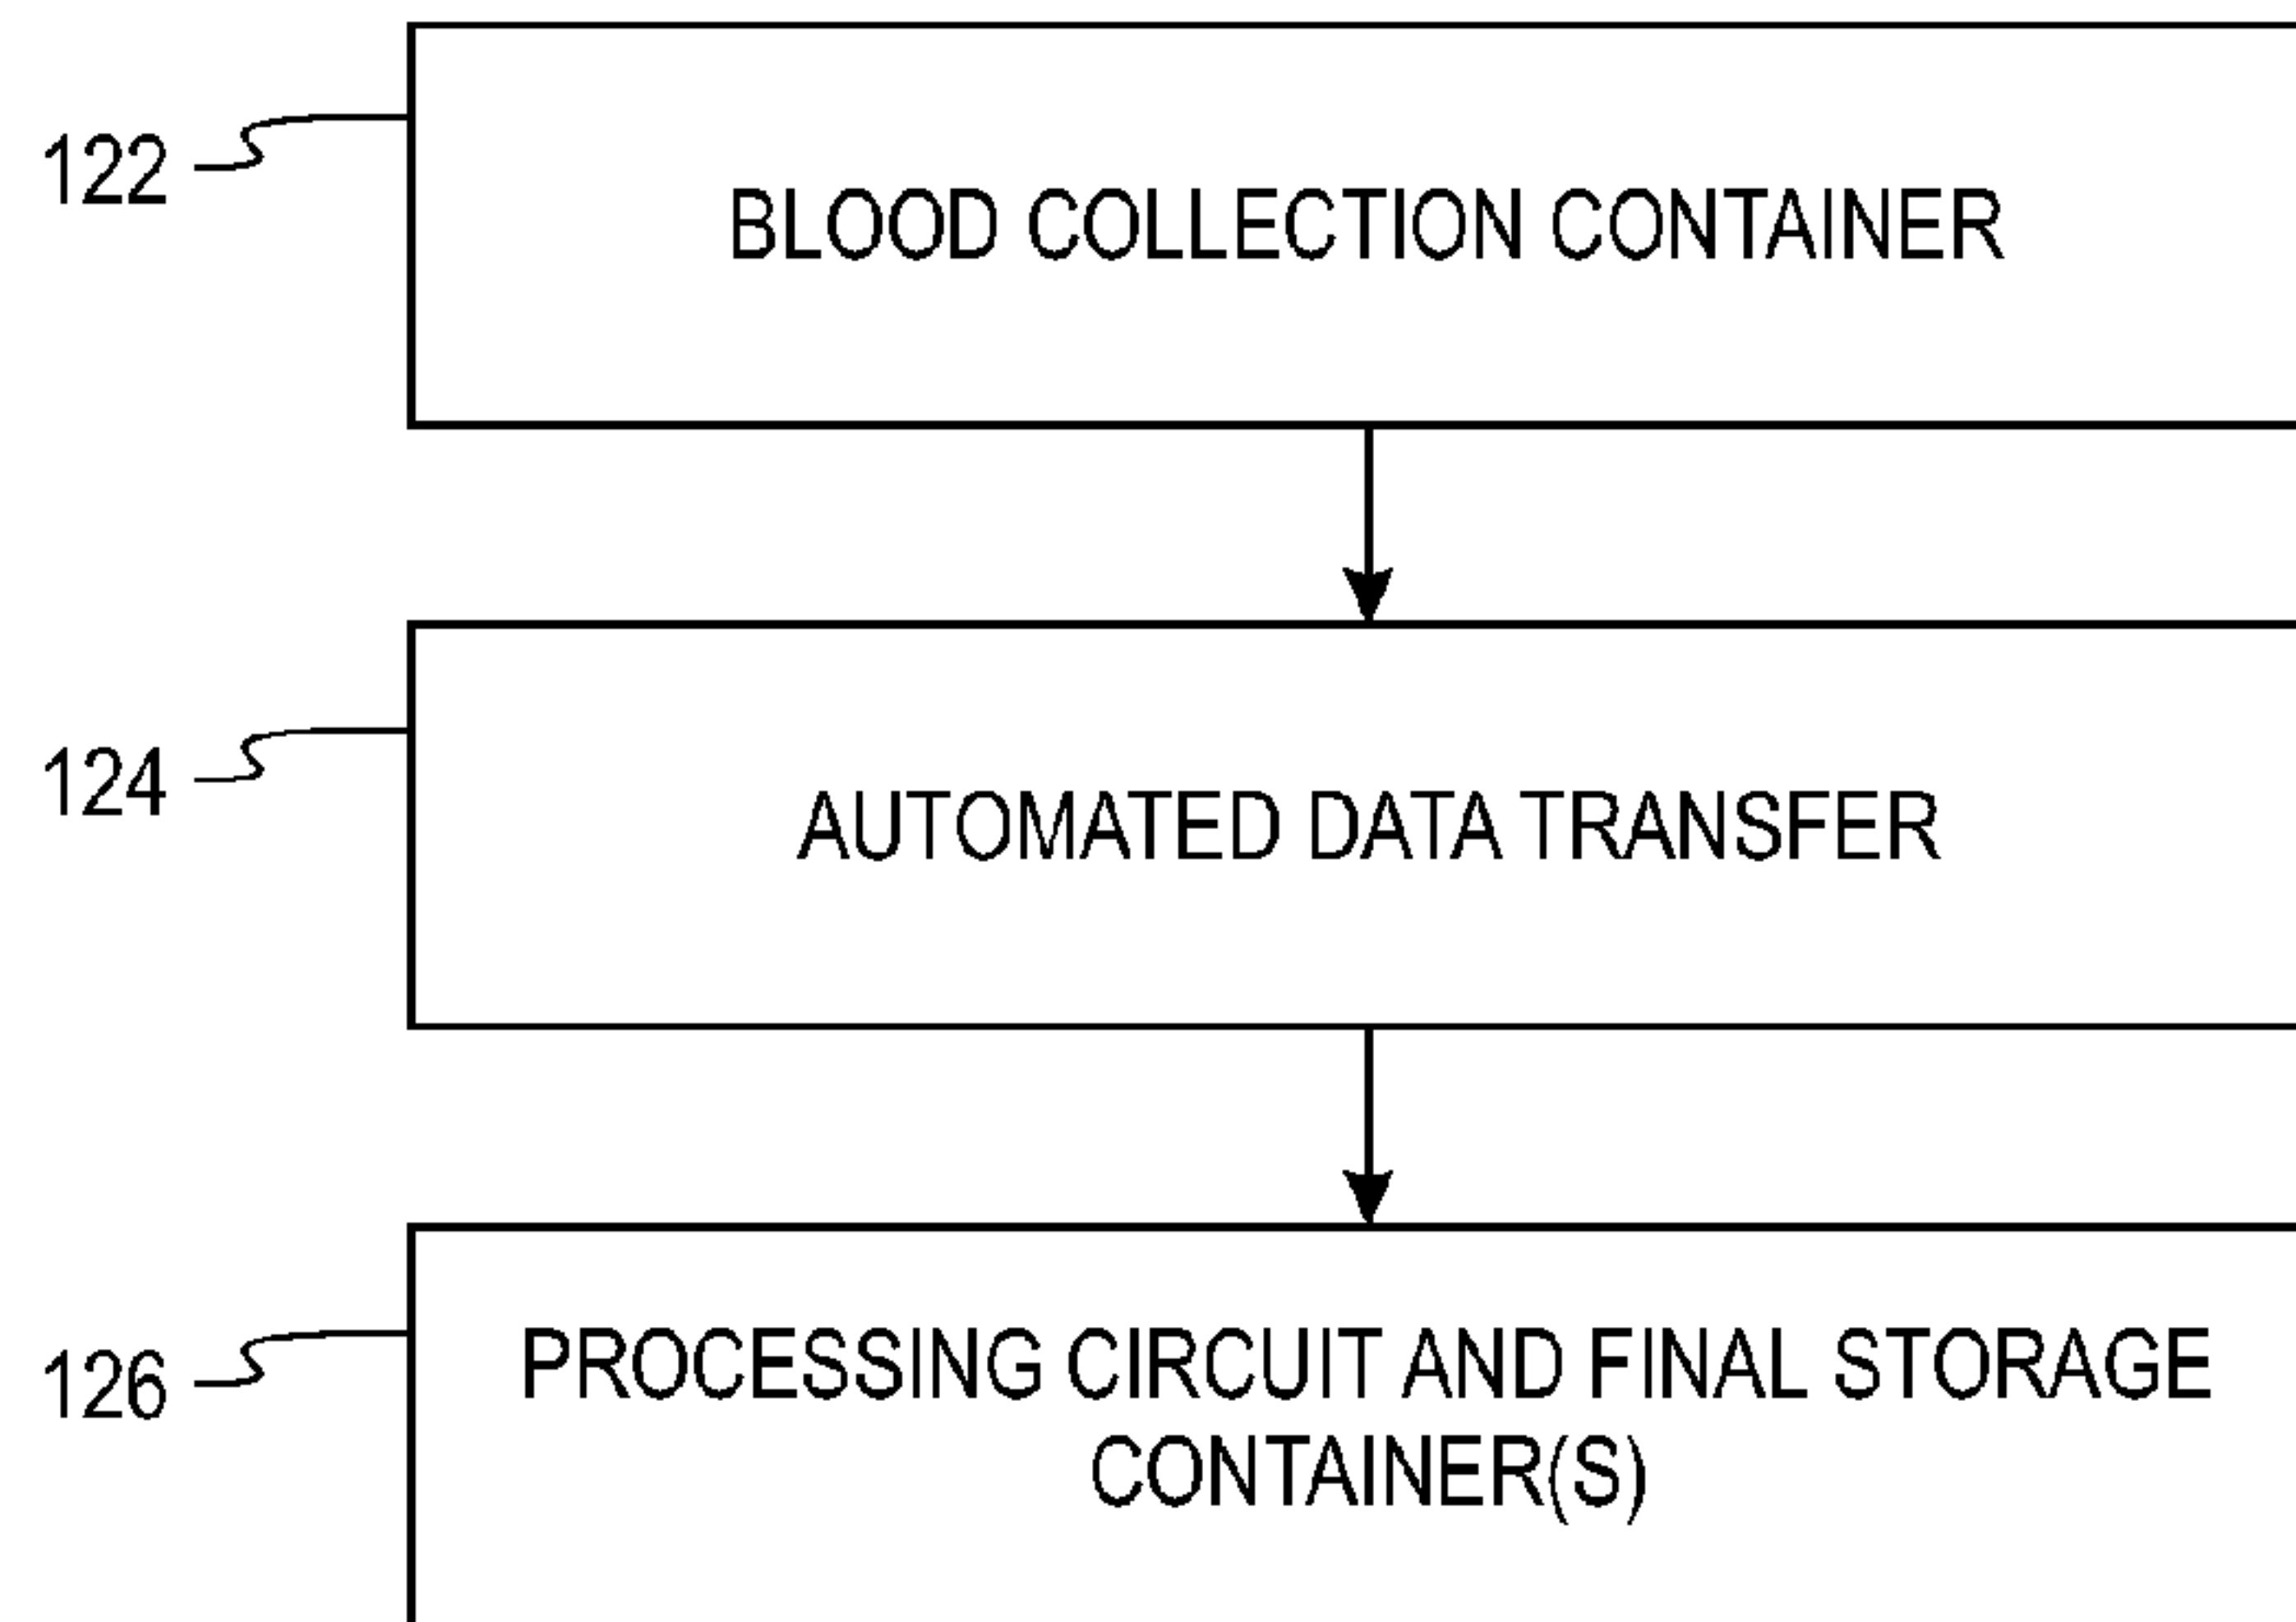 122
BLOOD COLLECTION CONTAINER
124
AUTOMATED DATA TRANSFER
126
PROCESSING CIRCUIT AND FINAL STORAGE
CONTAINER(S)